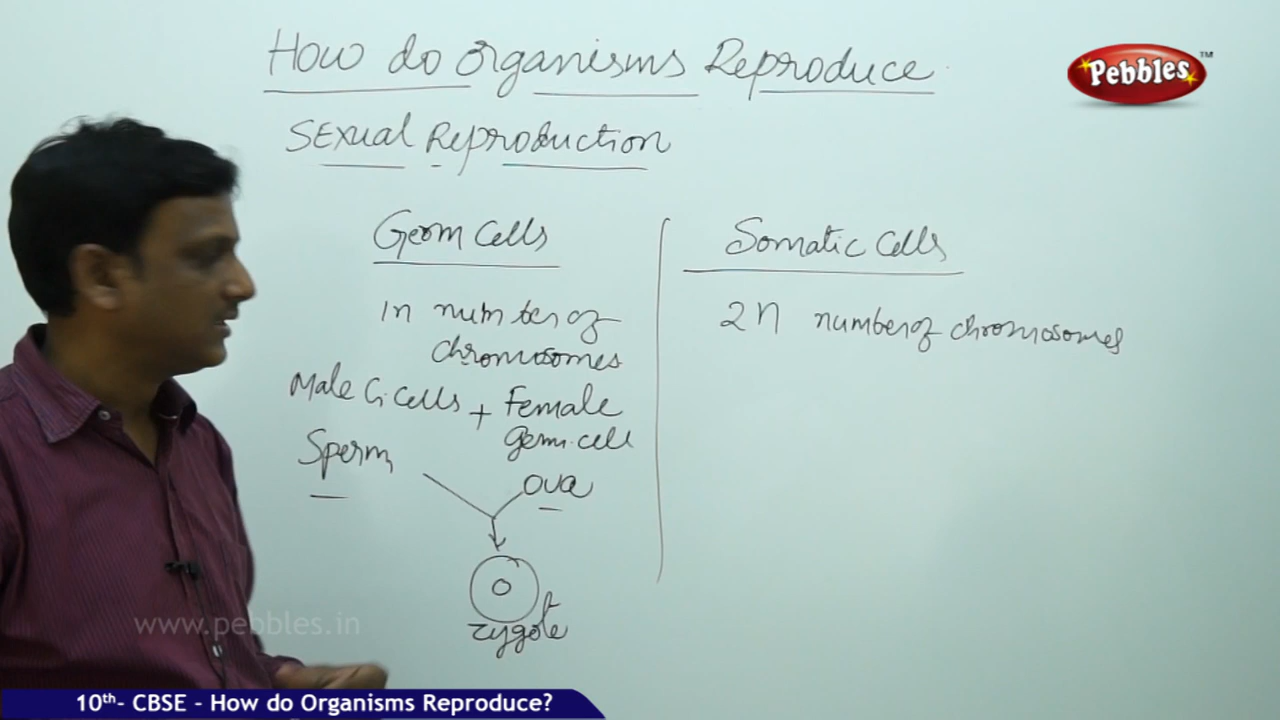 How do organisms Reproduce
Pebbles™
Sexual Reproduction
Germ Cells
Somatic Cells
1n number of
chromosomes
2n number of chromosomes
Male G. cells + Female
germ. cell
Sperm
ova
zygote
www.pebbles.in
10th- CBSE - How do Organisms Reproduce?